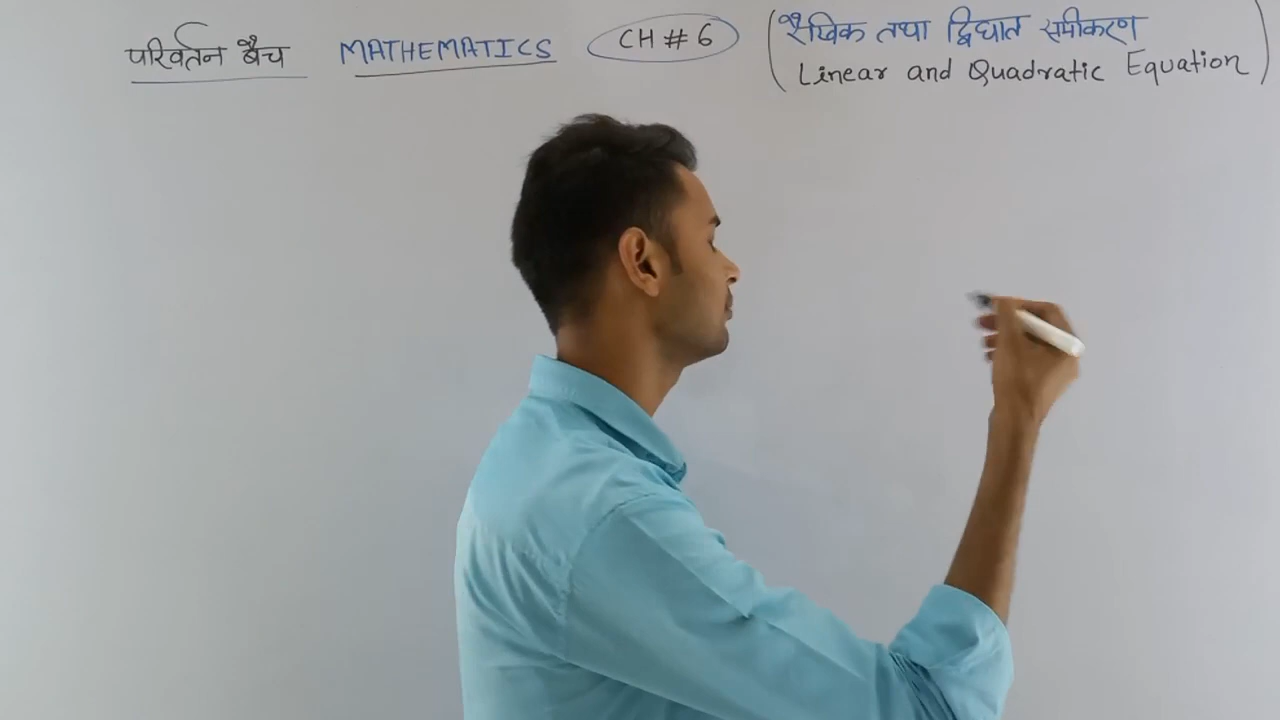 परिवर्तन बैच MATHEMATICS CH # 6 (रैखिक तथा द्विघात समीकरण
Linear and Quadratic Equation)